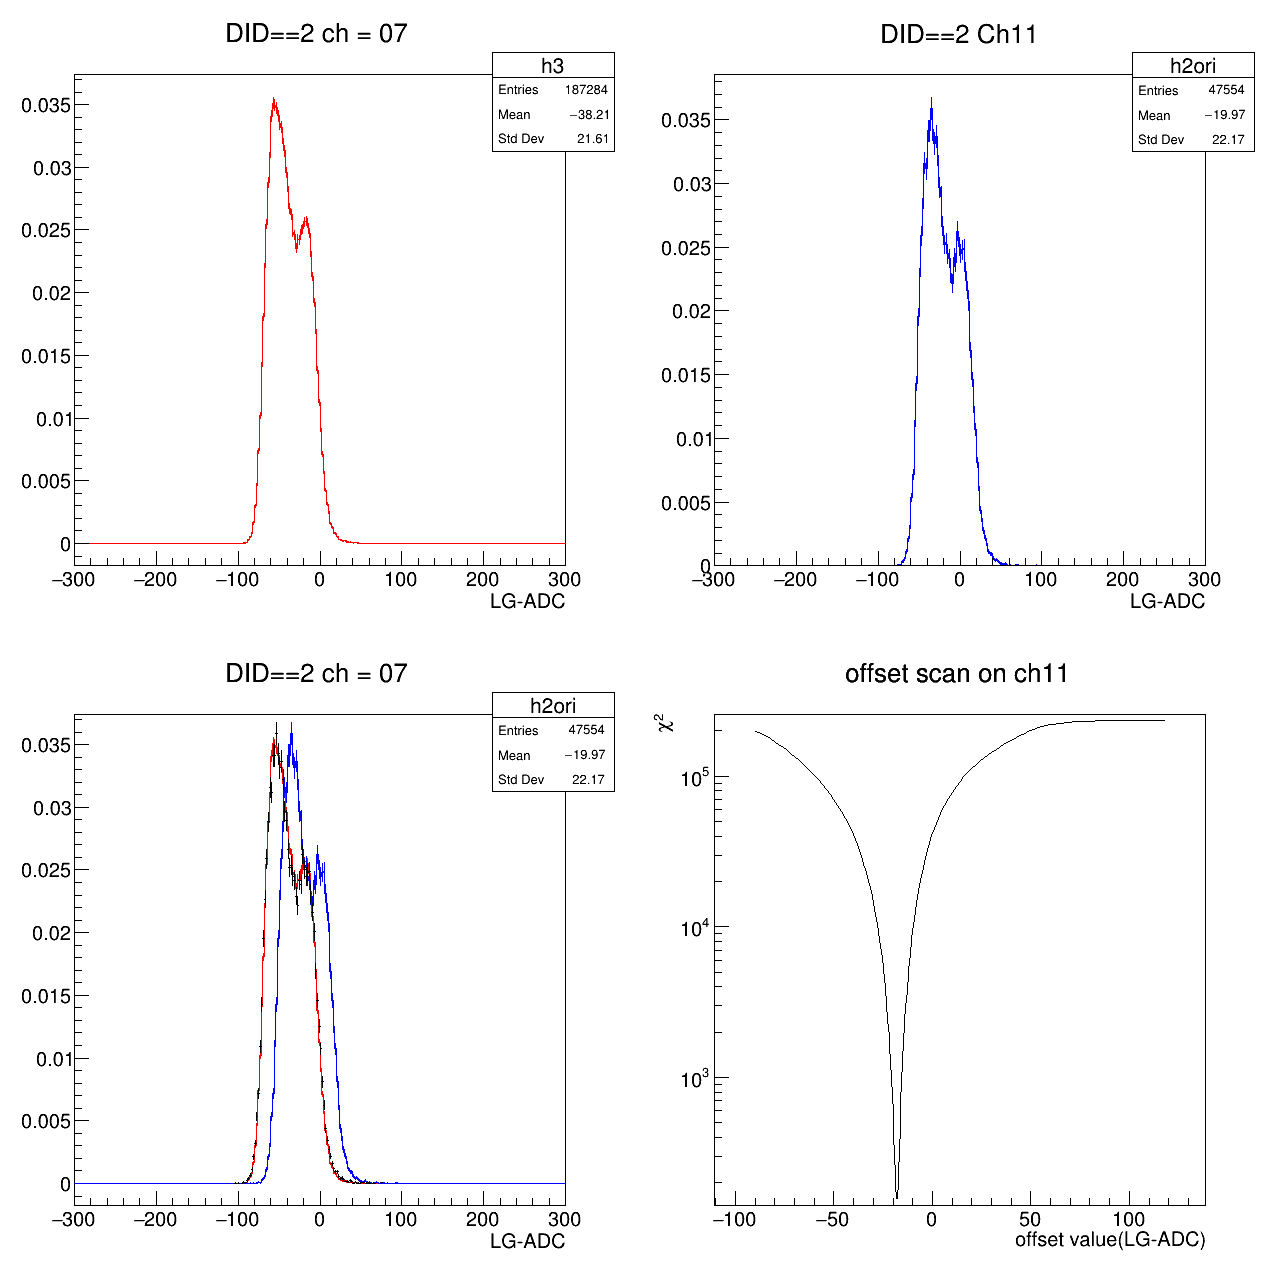 DID==2 ch = 07
h3
Entries 187284
Mean −38.21
Std Dev 21.61
0.035
0.03
0.025
0.02
0.015
0.01
0.005
0
−300 −200 −100 0 100 200 300
LG-ADC
DID==2 Ch11
h2ori
Entries 47554
Mean −19.97
Std Dev 22.17
0.035
0.03
0.025
0.02
0.015
0.01
0.005
0
−300 −200 −100 0 100 200 300
LG-ADC
DID==2 ch = 07
h2ori
Entries 47554
Mean −19.97
Std Dev 22.17
0.035
0.03
0.025
0.02
0.015
0.01
0.005
0
−300 −200 −100 0 100 200 300
LG-ADC
offset scan on ch11
χ²
10⁵
10⁴
10³
−100 −50 0 50 100
offset value(LG-ADC)